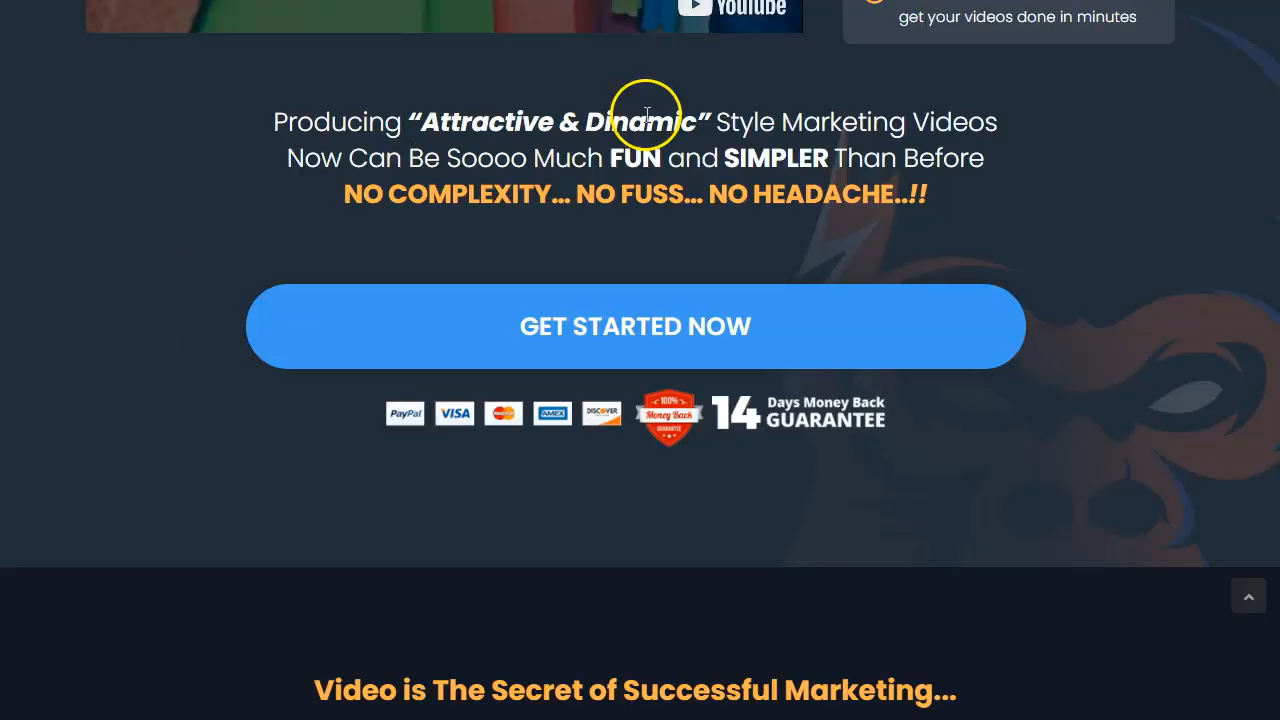 YouTube
get your videos done in minutes
Producing “Attractive & Dinamic” Style Marketing Videos
Now Can Be Soooo Much FUN and SIMPLER Than Before
NO COMPLEXITY... NO FUSS... NO HEADACHE..!!
GET STARTED NOW
PayPal VISA MasterCard AMEX DISCOVER 100% Money Back GUARANTEE 14 Days Money Back GUARANTEE
Video is The Secret of Successful Marketing...